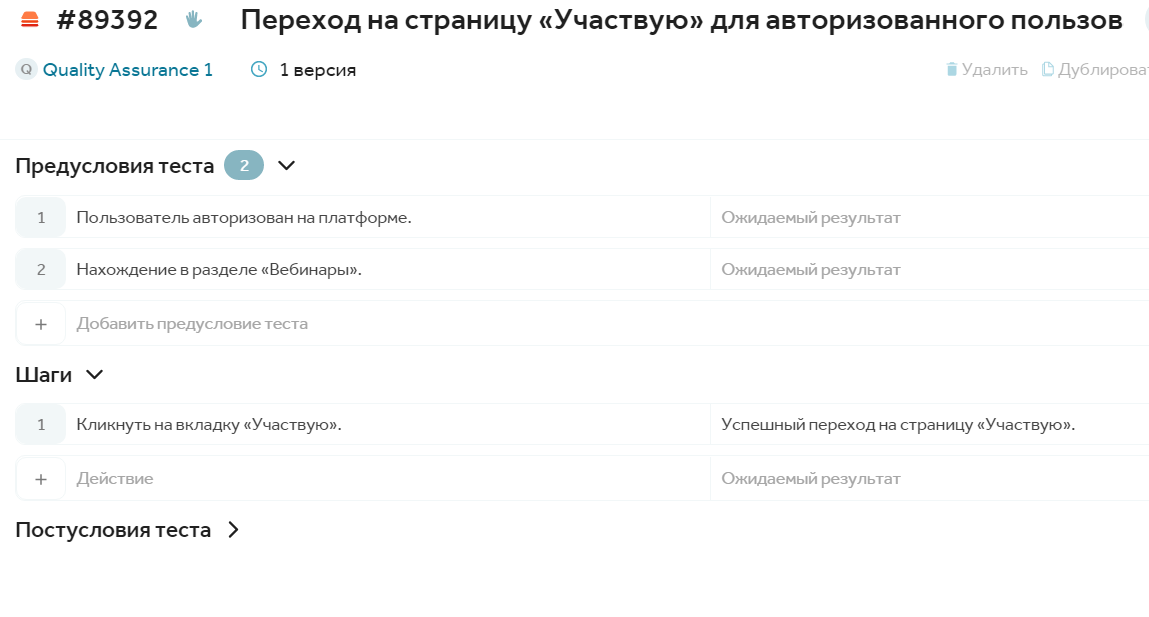 #89392 Переход на страницу «Участвую» для авторизованного пользов
Q Quality Assurance 1 1 версия Удалить Дублироват
Предусловия теста 2
1 Пользователь авторизован на платформе. Ожидаемый результат
2 Нахождение в разделе «Вебинары». Ожидаемый результат
+ Добавить предусловие теста
Шаги
1 Кликнуть на вкладку «Участвую». Успешный переход на страницу «Участвую».
+ Действие Ожидаемый результат
Постусловия теста